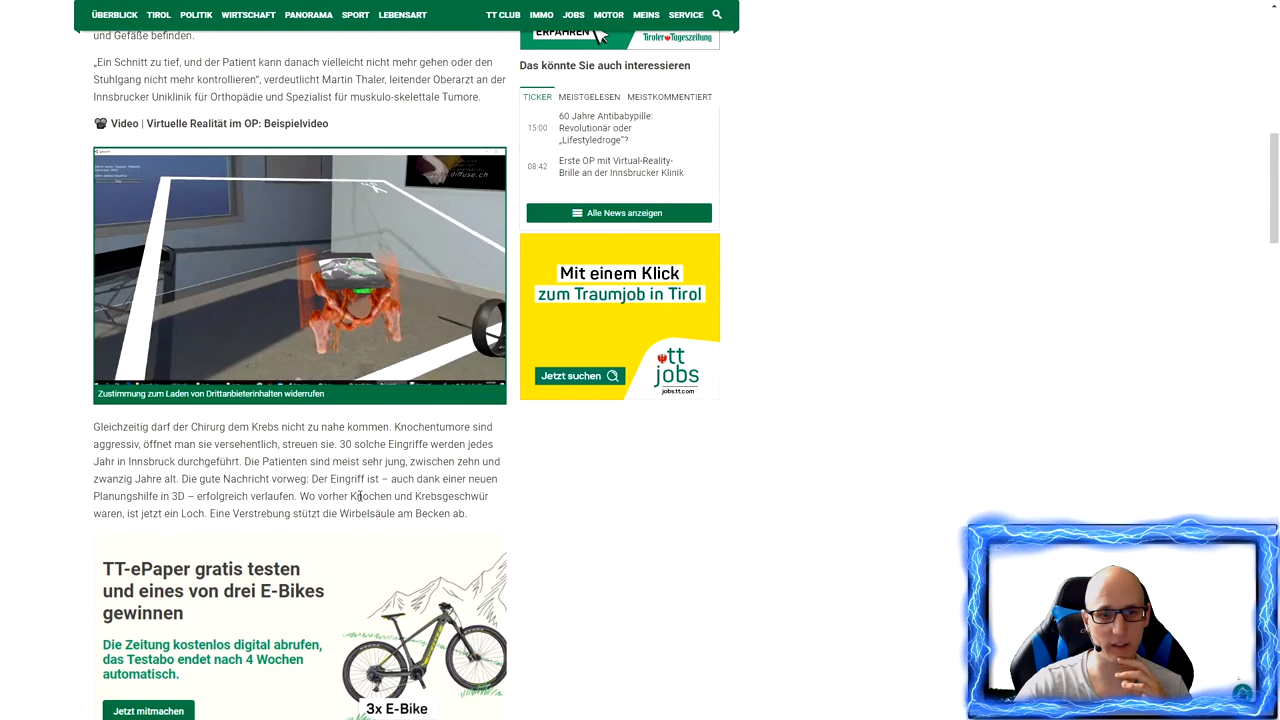 ÜBERBLICK TIROL POLITIK WIRTSCHAFT PANORAMA SPORT LEBENSART TT CLUB IMMO JOBS MOTOR MEINS SERVICE
und Gefäße befinden.
„Ein Schnitt zu tief, und der Patient kann danach vielleicht nicht mehr gehen oder den
Stuhlgang nicht mehr kontrollieren“, verdeutlicht Martin Thaler, leitender Oberarzt an der
Innsbrucker Uniklinik für Orthopädie und Spezialist für muskulo-skelettale Tumore.
Video | Virtuelle Realität im OP: Beispielvideo
diffuse.ch
Zustimmung zum Laden von Drittanbieterinhalten widerrufen
Gleichzeitig darf der Chirurg dem Krebs nicht zu nahe kommen. Knochentumore sind
aggressiv, öffnet man sie versehentlich, streuen sie. 30 solche Eingriffe werden jedes
Jahr in Innsbruck durchgeführt. Die Patienten sind meist sehr jung, zwischen zehn und
zwanzig Jahre alt. Die gute Nachricht vorweg: Der Eingriff ist – auch dank einer neuen
Planungshilfe in 3D – erfolgreich verlaufen. Wo vorher Knochen und Krebsgeschwür
waren, ist jetzt ein Loch. Eine Verstrebung stützt die Wirbelsäule am Becken ab.
TT-ePaper gratis testen
und eines von drei E-Bikes
gewinnen
Die Zeitung kostenlos digital abrufen,
das Testabo endet nach 4 Wochen
automatisch.
Jetzt mitmachen
3x E-Bike
ERFAHREN
Tiroler Tageszeitung
Das könnte Sie auch interessieren
TICKER MEISTGELESEN MEISTKOMMENTIERT
15:00 60 Jahre Antibabypille:
Revolutionär oder
„Lifestyledroge“?
08:42 Erste OP mit Virtual-Reality-
Brille an der Innsbrucker Klinik
Alle News anzeigen
Mit einem Klick
zum Traumjob in Tirol
Jetzt suchen
tt
jobs
jobs.tt.com